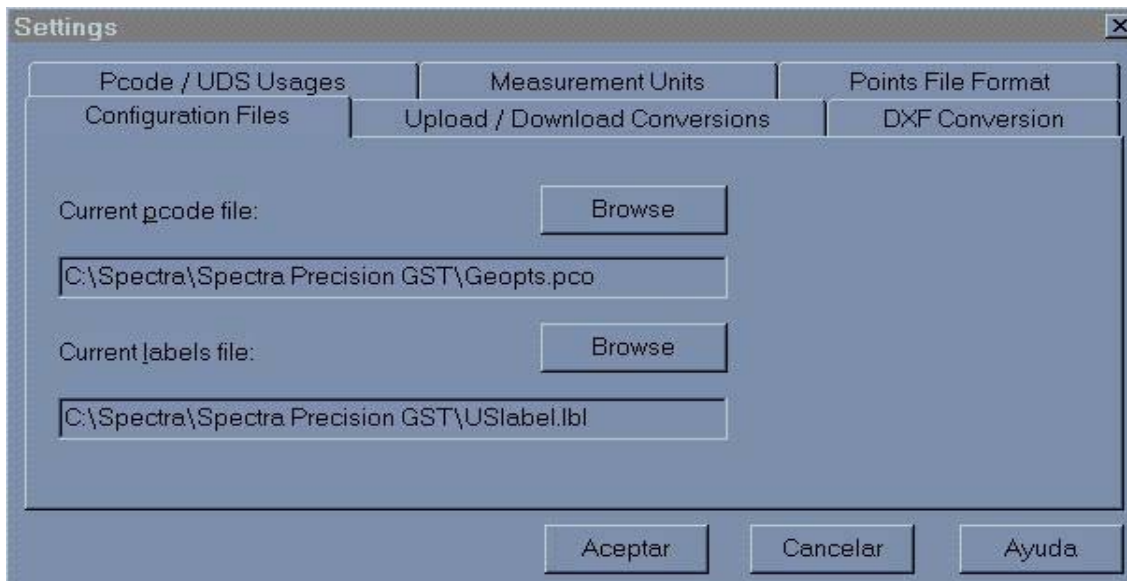 Settings
Pcode / UDS Usages
Measurement Units
Points File Format
Configuration Files
Upload / Download Conversions
DXF Conversion
Current pcode file:
Browse
C:\Spectra\Spectra Precision GST\Geopts.pco
Current labels file:
Browse
C:\Spectra\Spectra Precision GST\USlabel.lbl
Aceptar
Cancelar
Ayuda